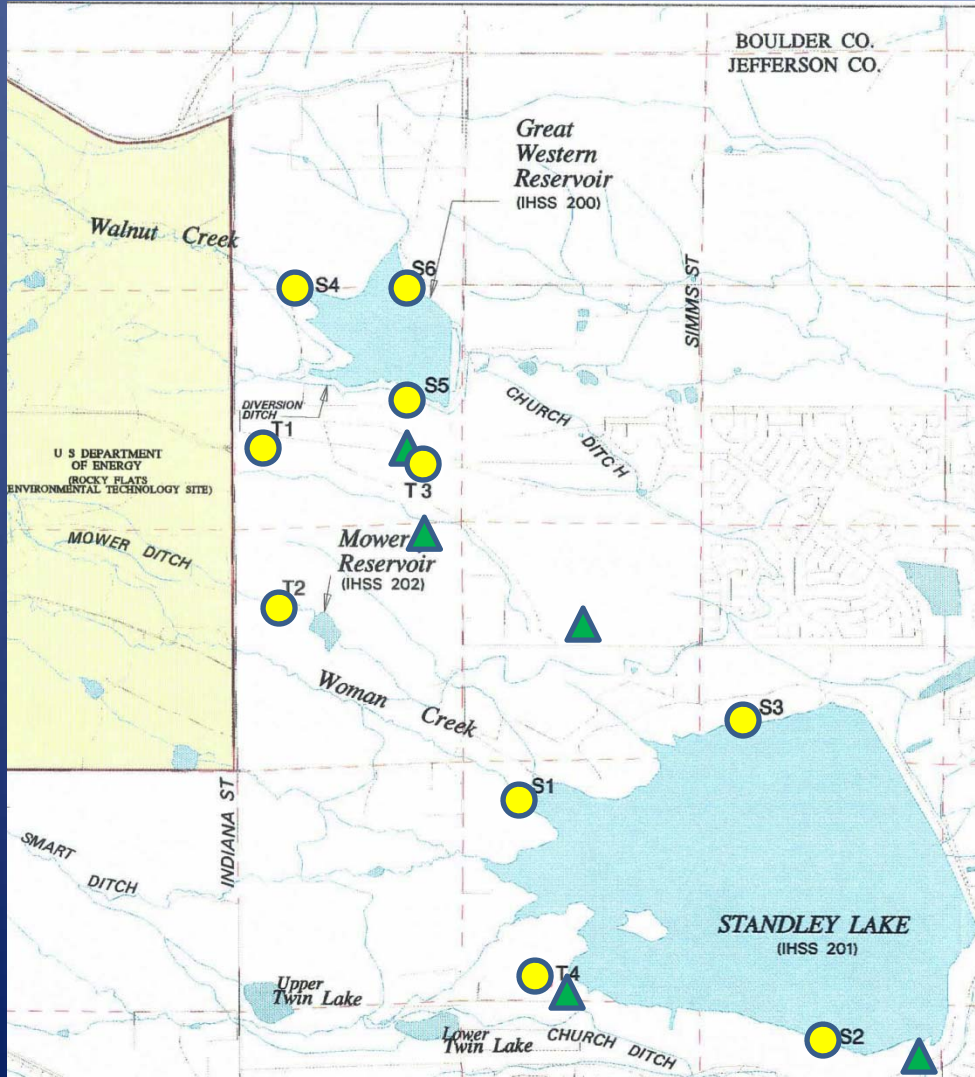 BOULDER CO.
JEFFERSON CO.
Great
Western
Reservoir
(IHSS 200)
Walnut Creek
S4
S6
SIMMS ST
S5
DIVERSION
DITCH
CHURCH DITCH
T1
U S DEPARTMENT
OF ENERGY
(ROCKY FLATS
ENVIRONMENTAL TECHNOLOGY SITE)
T3
MOWER DITCH
Mower
Reservoir
(IHSS 202)
T2
Woman Creek
S3
S1
INDIANA ST
SMART
DITCH
STANDLEY LAKE
(IHSS 201)
T4
Upper
Twin Lake
Lower
Twin Lake
CHURCH DITCH
S2